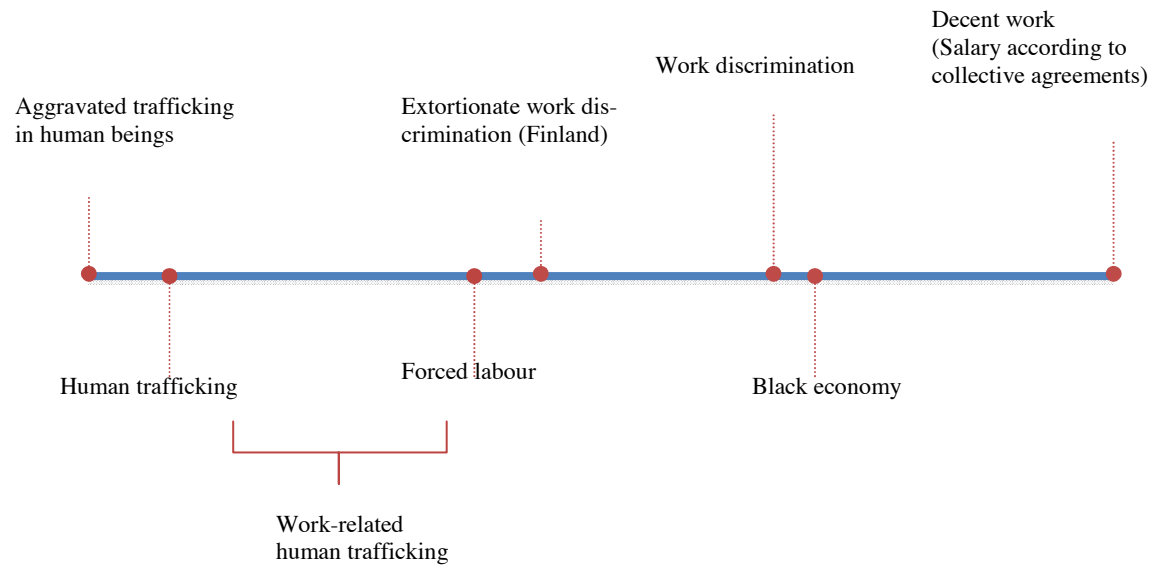 Decent work
(Salary according to
collective agreements)
Work discrimination
Aggravated trafficking
in human beings
Extortionate work dis-
crimination (Finland)
Forced labour
Human trafficking
Black economy
Work-related
human trafficking